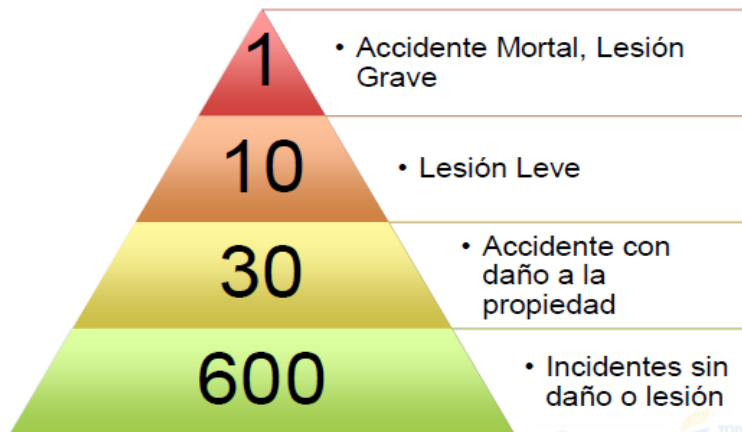 1
• Accidente Mortal, Lesión
Grave
10
• Lesión Leve
30
• Accidente con
daño a la
propiedad
600
• Incidentes sin
daño o lesión